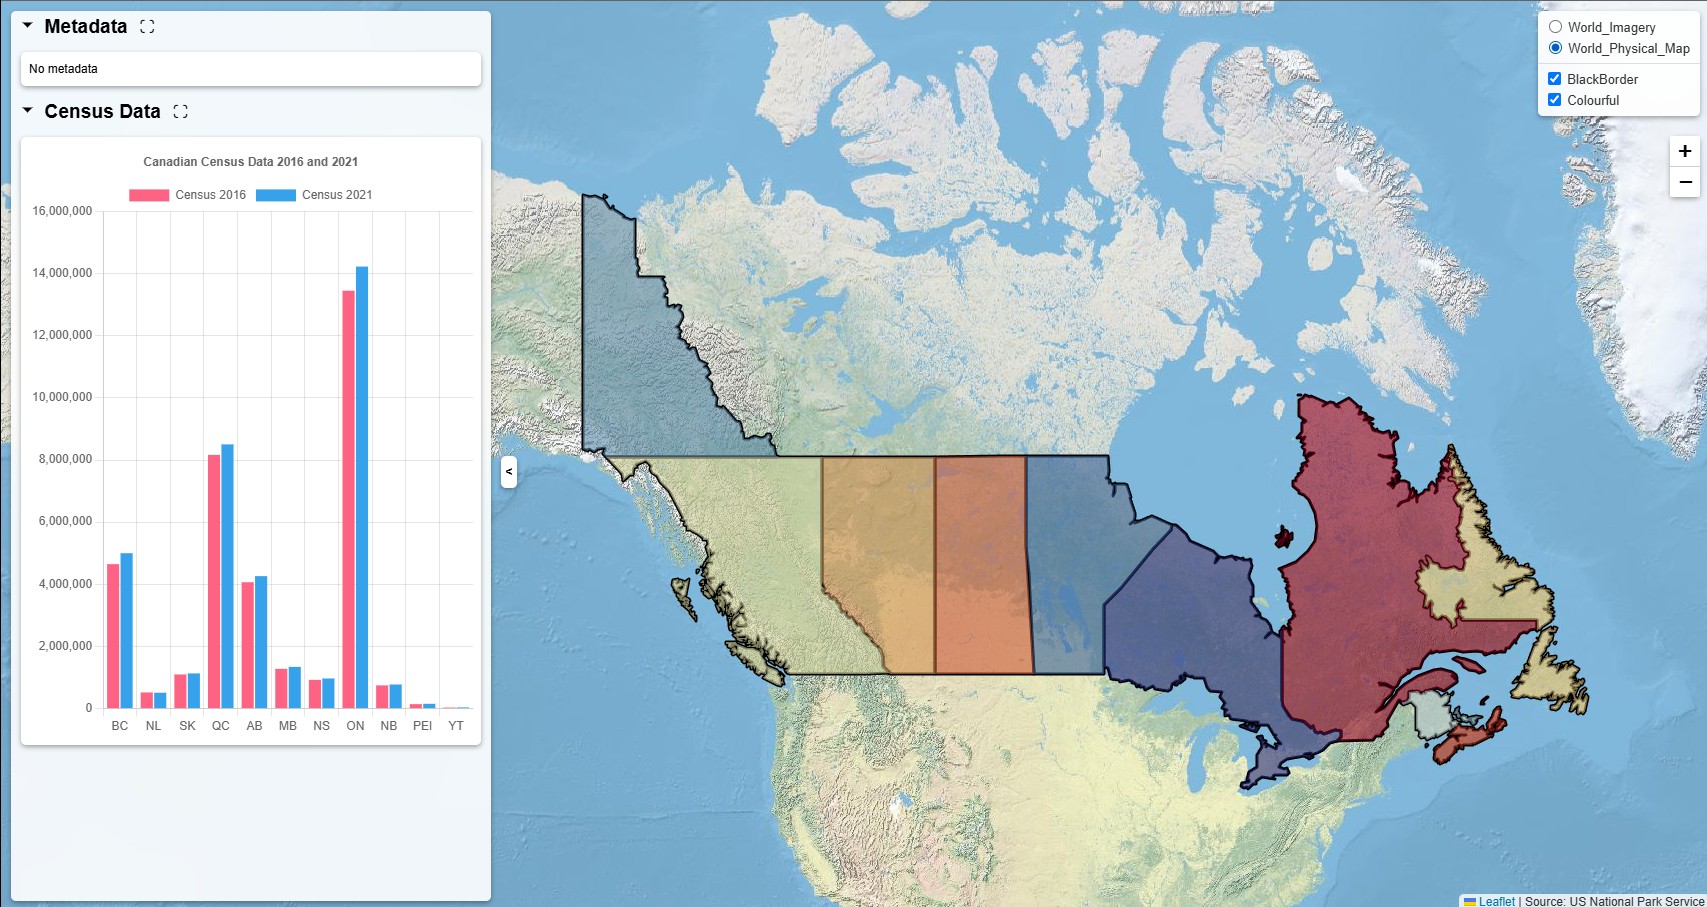 Metadata
No metadata
Census Data
Canadian Census Data 2016 and 2021
Census 2016 Census 2021
16,000,000
14,000,000
12,000,000
10,000,000
8,000,000
6,000,000
4,000,000
2,000,000
0
BC NL SK QC AB MB NS ON NB PEI YT
<
World_Imagery
World_Physical_Map
BlackBorder
Colourful
+
−
Leaflet | Source: US National Park Service